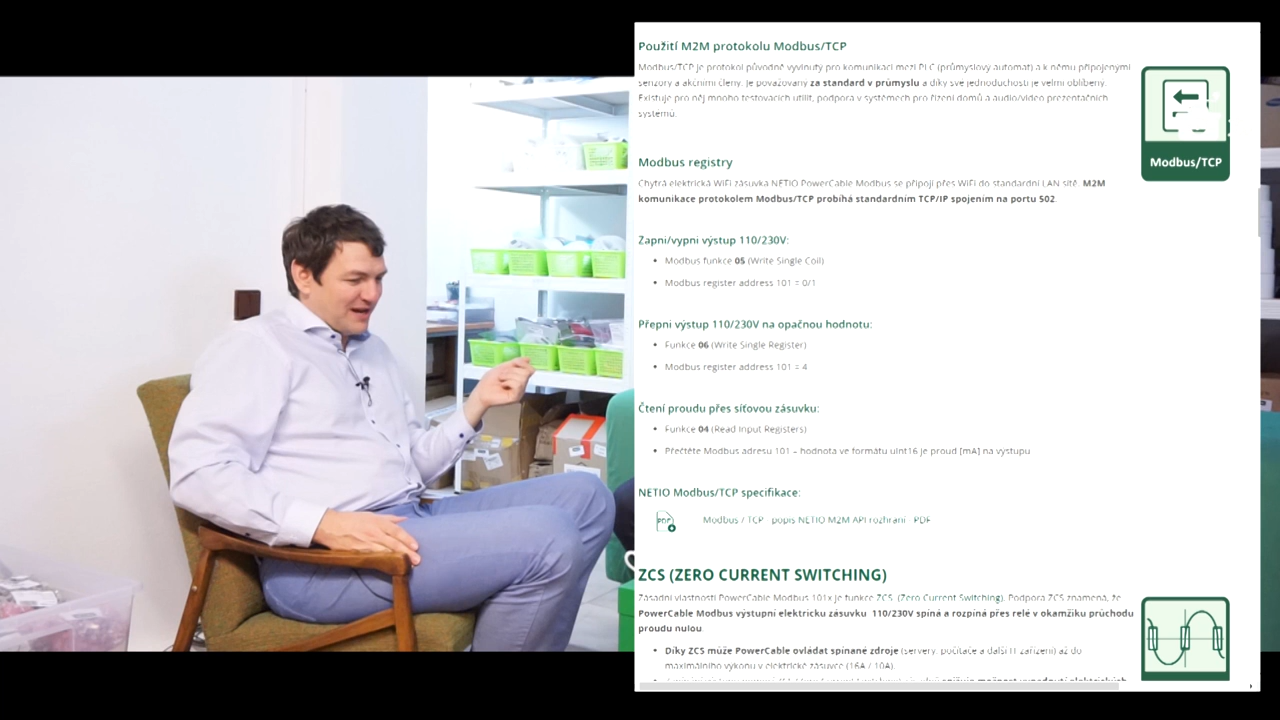 Použití M2M protokolu Modbus/TCP
Modbus/TCP je protokol původně vyvinutý pro komunikaci mezi PLC (průmyslový automat) a k němu připojenými
senzory a akčními členy. Je považovaný za standard v průmyslu a díky své jednoduchosti je velmi oblíbený.
Existuje pro něj mnoho testovacích utilit, podpora v systémech pro řízení domů a audio/video prezentačních
systémů.
Modbus/TCP
Modbus registry
Chytrá elektrická WiFi zásuvka NETIO PowerCable Modbus se připojí přes WiFi do standardní LAN sítě. M2M
komunikace protokolem Modbus/TCP probíhá standardním TCP/IP spojením na portu 502.
Zapni/vypni výstup 110/230V:
• Modbus funkce 05 (Write Single Coil)
• Modbus register address 101 = 0/1
Přepni výstup 110/230V na opačnou hodnotu:
• Funkce 06 (Write Single Register)
• Modbus register address 101 = 4
Čtení proudu přes síťovou zásuvku:
• Funkce 04 (Read Input Registers)
• Přečtěte Modbus adresu 101 – hodnota ve formátu uint16 je proud [mA] na výstupu
NETIO Modbus/TCP specifikace:
PDF
Modbus / TCP popis NETIO M2M API rozhraní PDF
ZCS (ZERO CURRENT SWITCHING)
Zásadní vlastností PowerCable Modbus 101x je funkce ZCS (Zero Current Switching). Podpora ZCS znamená, že
PowerCable Modbus výstupní elektrickou zásuvku 110/230V spíná a rozpíná přes relé v okamžiku průchodu
proudu nulou.
• Díky ZCS může PowerCable ovládat spínané zdroje (servery, počítače a další IT zařízení) až do
maximálního výkonu v elektrické zásuvce (16A / 10A).